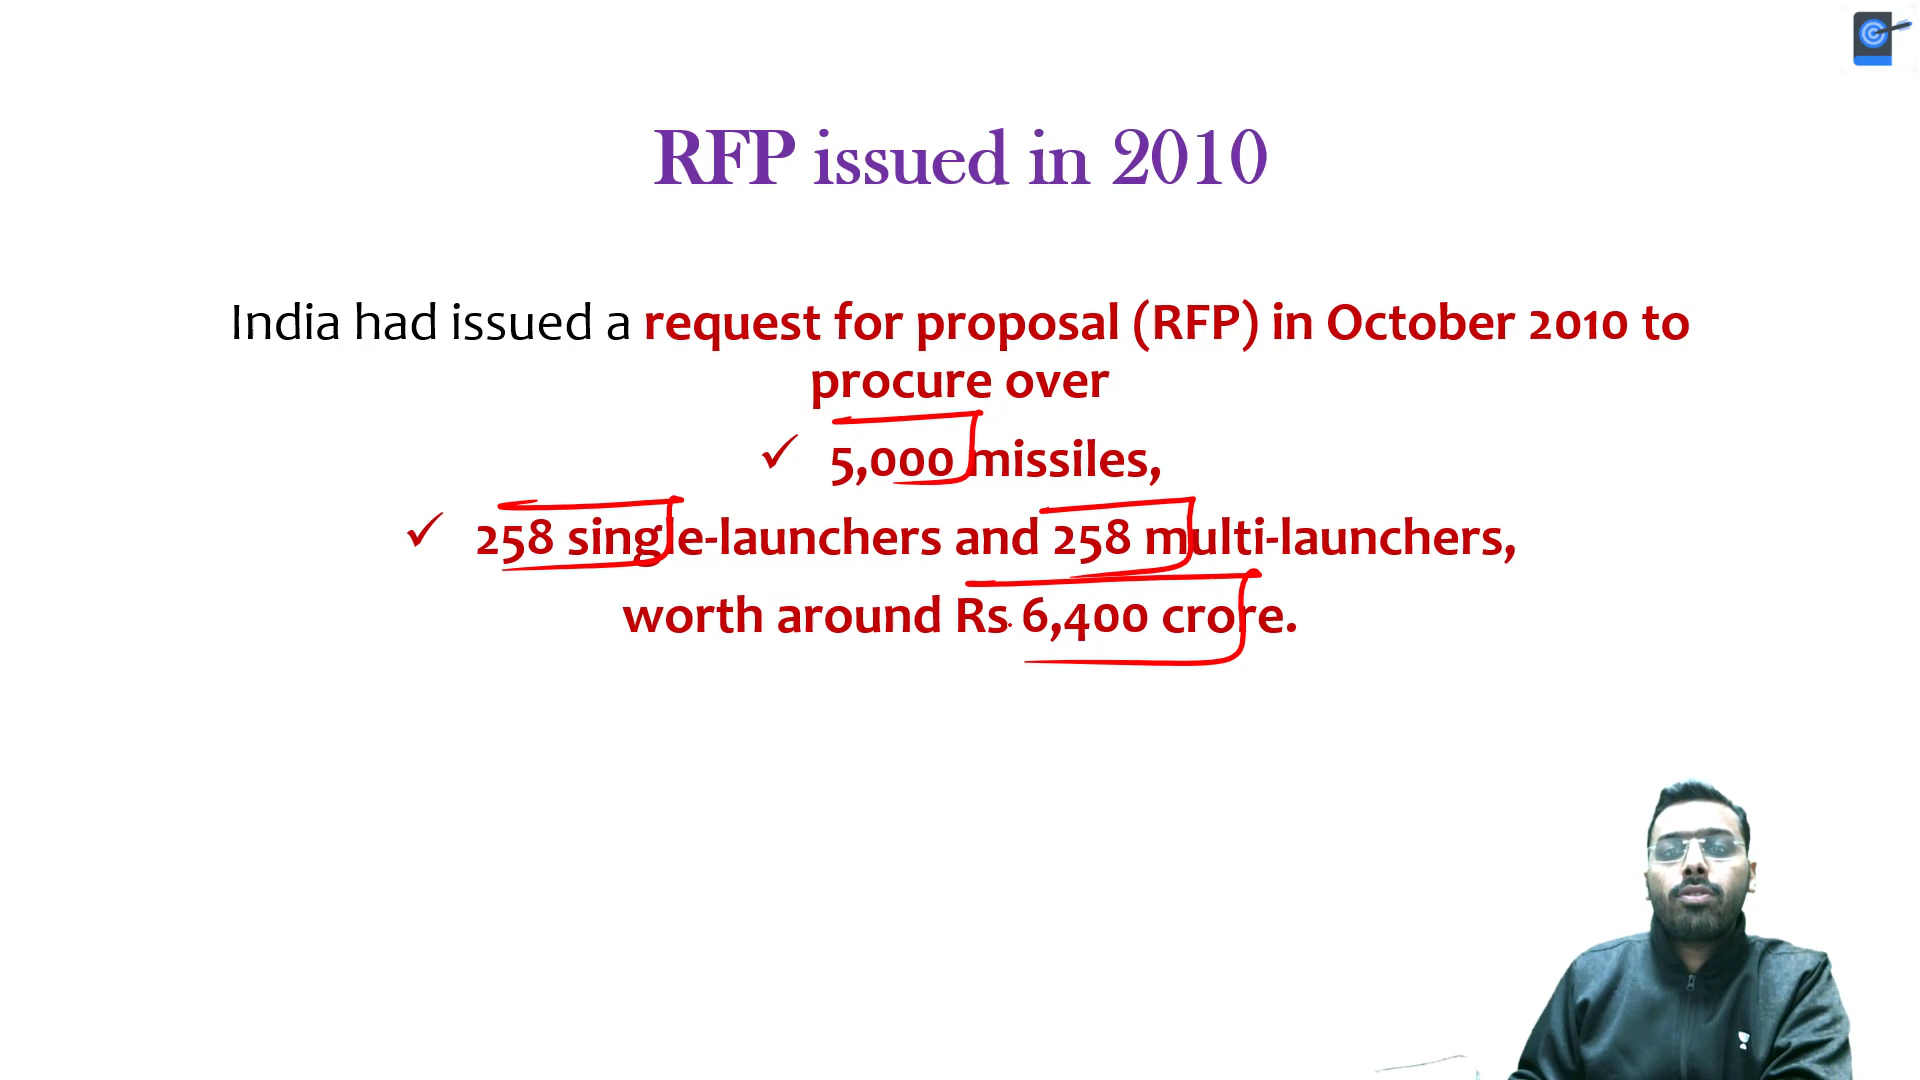 RFP issued in 2010
India had issued a request for proposal (RFP) in October 2010 to
procure over
✓ 5,000 missiles,
✓ 258 single-launchers and 258 multi-launchers,
worth around Rs 6,400 crore.